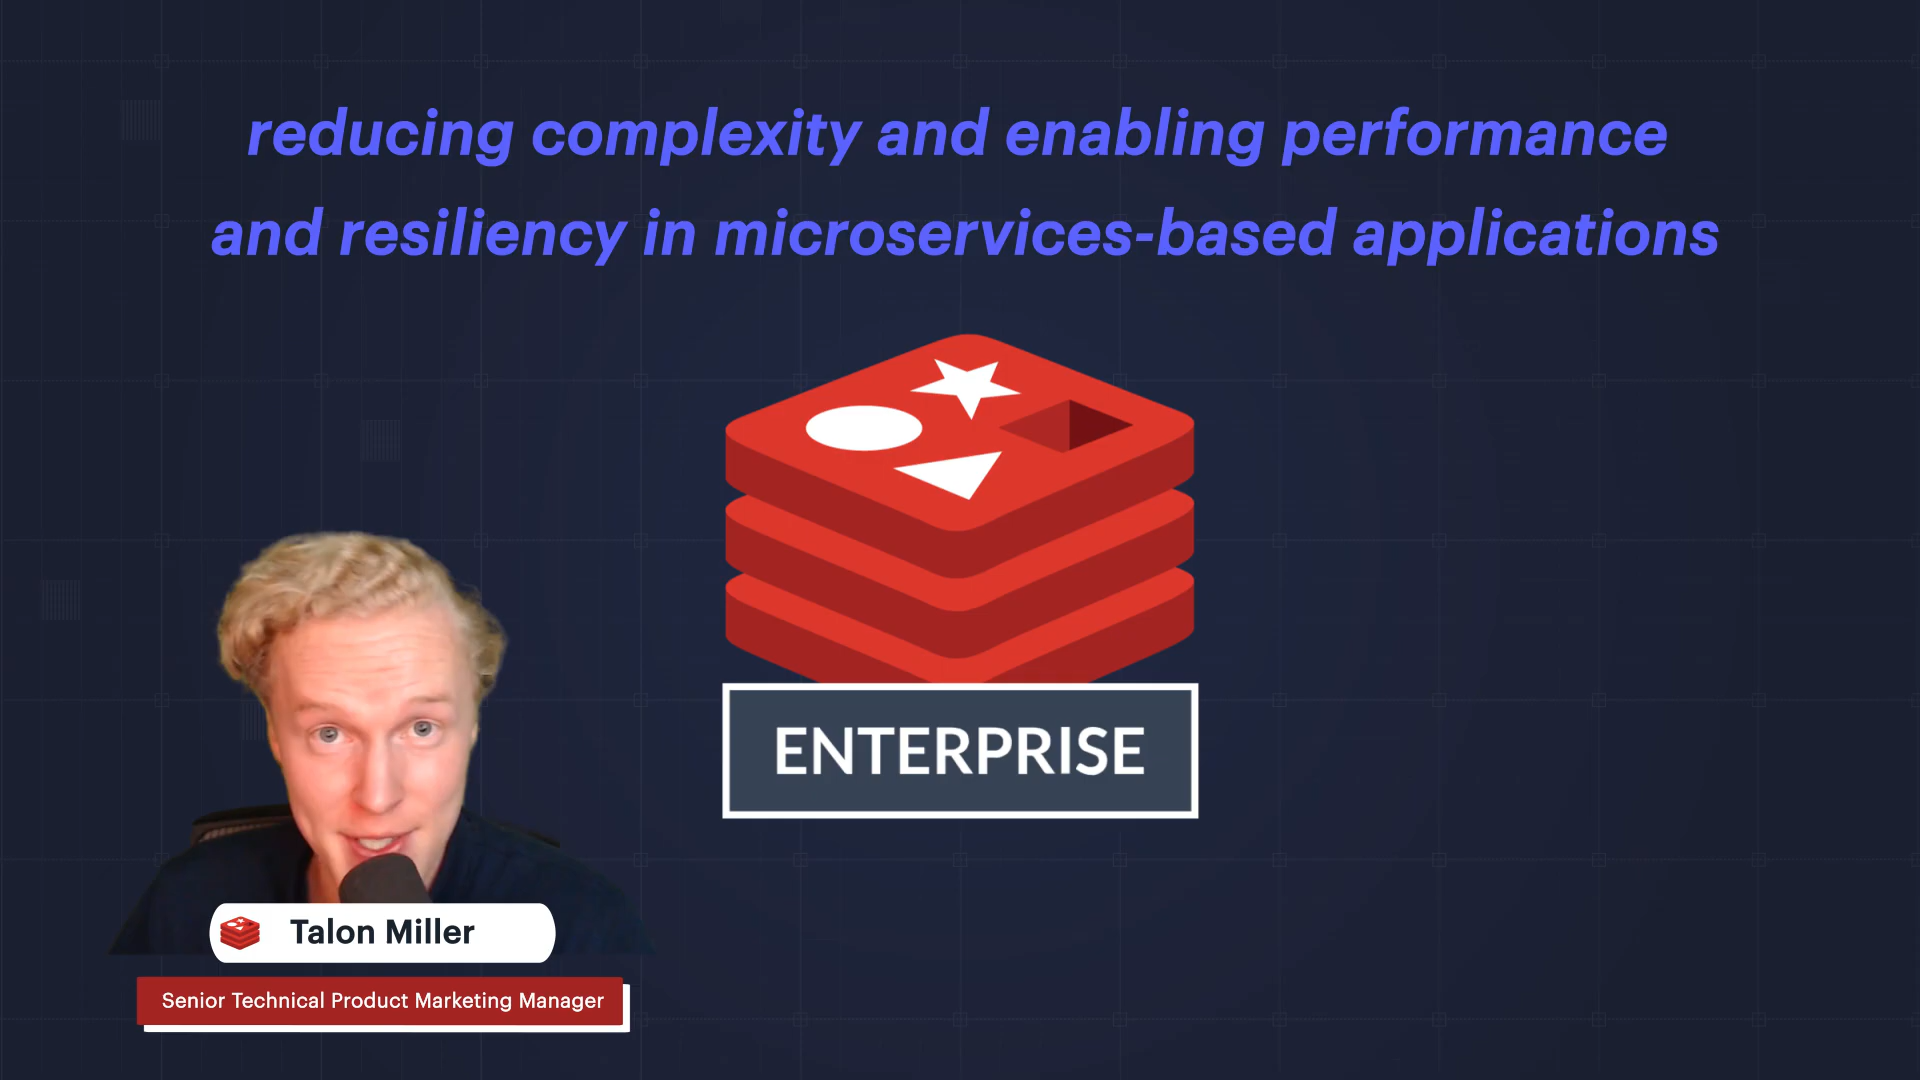 reducing complexity and enabling performance
and resiliency in microservices-based applications
ENTERPRISE
Talon Miller
Senior Technical Product Marketing Manager